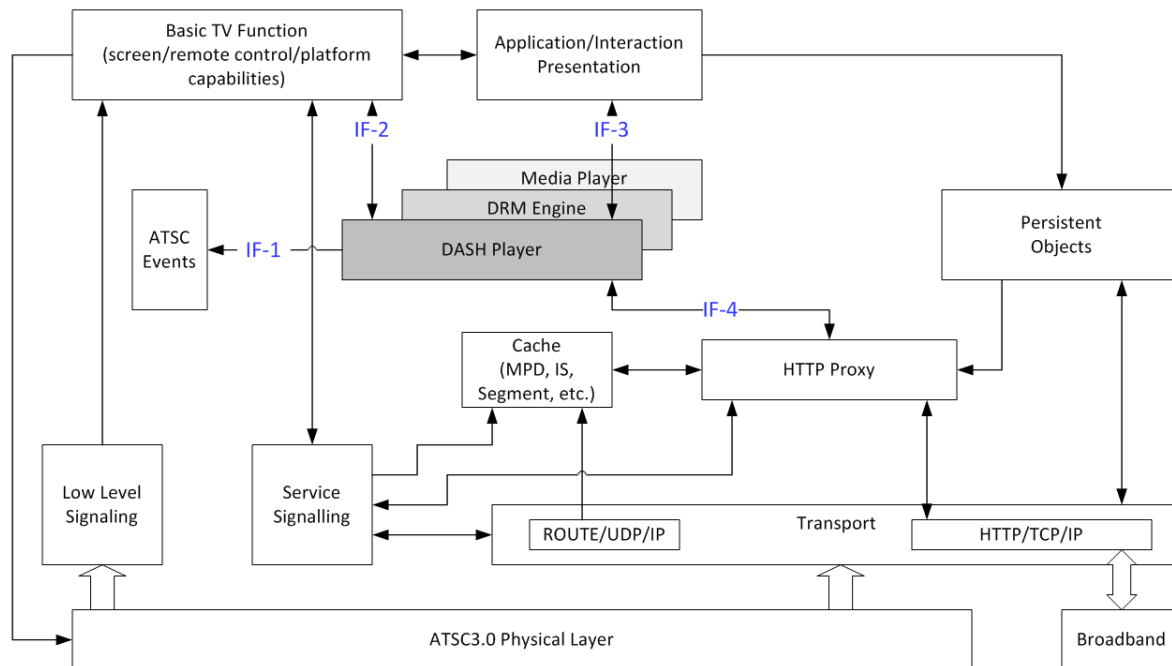 Basic TV Function
(screen/remote control/platform
capabilities)
Application/Interaction
Presentation
IF-2
IF-3
Media Player
DRM Engine
DASH Player
ATSC
Events
IF-1
Persistent
Objects
IF-4
Cache
(MPD, IS,
Segment, etc.)
HTTP Proxy
Low Level
Signaling
Service
Signalling
Transport
ROUTE/UDP/IP
HTTP/TCP/IP
ATSC3.0 Physical Layer
Broadband